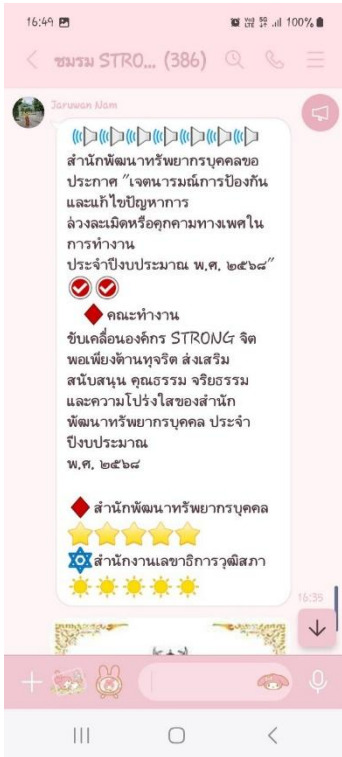 16:49
100%
ชมรม STRO... (386)
Jaruwan Nam
สำนักพัฒนาทรัพยากรบุคคลขอ
ประกาศ "เจตนารมณ์การป้องกัน
และแก้ไขปัญหาการ
ล่วงละเมิดหรือคุกคามทางเพศใน
การทำงาน
ประจำปีงบประมาณ พ.ศ. ๒๕๖๘"
คณะทำงาน
ขับเคลื่อนองค์กร STRONG จิต
พอเพียงต้านทุจริต ส่งเสริม
สนับสนุน คุณธรรม จริยธรรม
และความโปร่งใสของสำนัก
พัฒนาทรัพยากรบุคคล ประจำ
ปีงบประมาณ
พ.ศ. ๒๕๖๘
สำนักพัฒนาทรัพยากรบุคคล
สำนักงานเลขาธิการวุฒิสภา
16:35